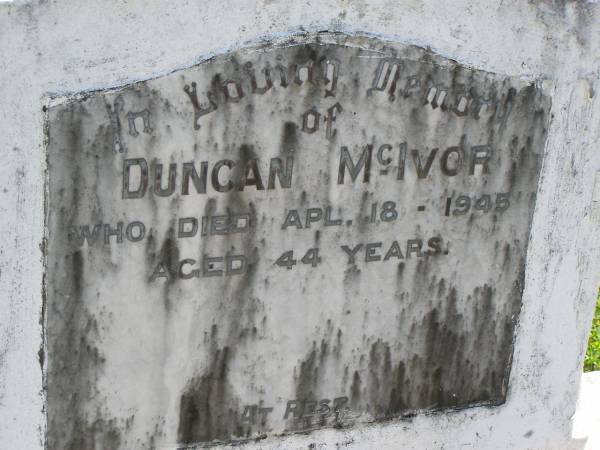 In Loving Memory
of
DUNCAN McIVOR
WHO DIED APL. 18 - 1945
AGED 44 YEARS.
AT REST